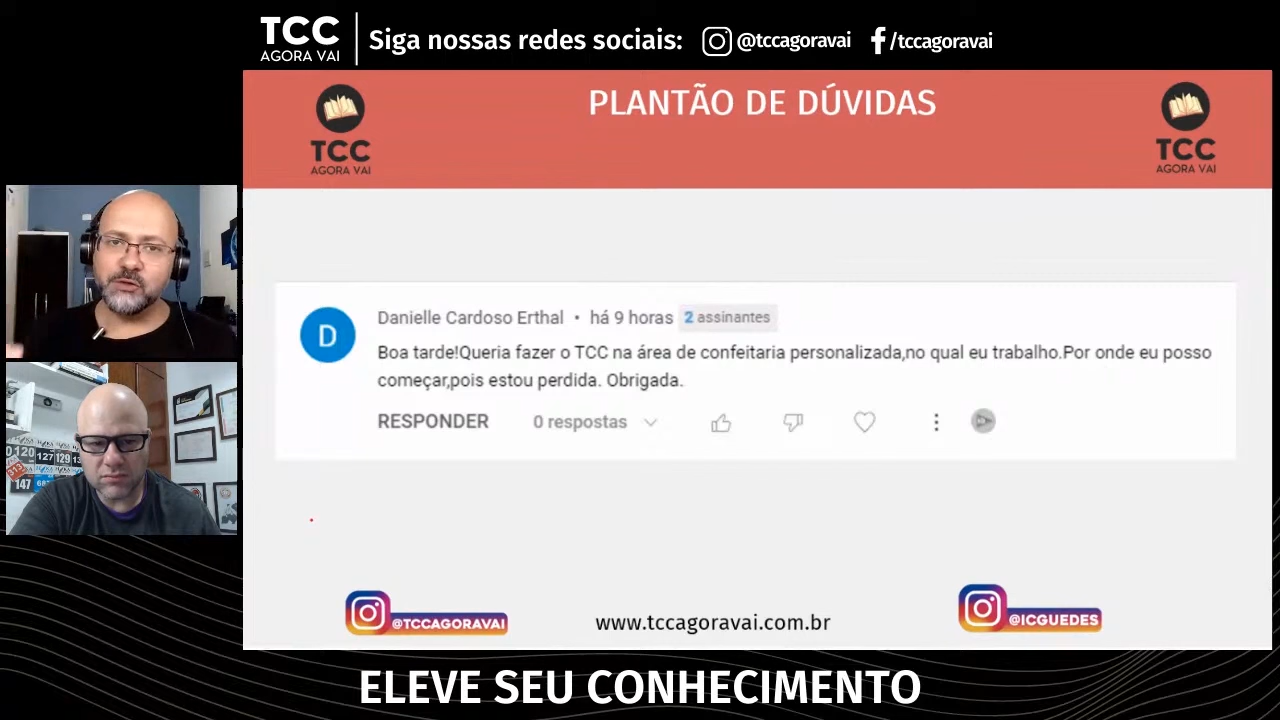 TCC
AGORA VAI
Siga nossas redes sociais:
@tccagoravai
/tccagoravai
PLANTÃO DE DÚVIDAS
TCC
AGORA VAI
TCC
AGORA VAI
D
Danielle Cardoso Erthal • há 9 horas 2 assinantes
Boa tarde!Queria fazer o TCC na área de confeitaria personalizada,no qual eu trabalho.Por onde eu posso
começar,pois estou perdida. Obrigada.
RESPONDER 0 respostas
127
129
147
@TCCAGORAVAI
www.tccagoravai.com.br
@ICGUEDES
ELEVE SEU CONHECIMENTO